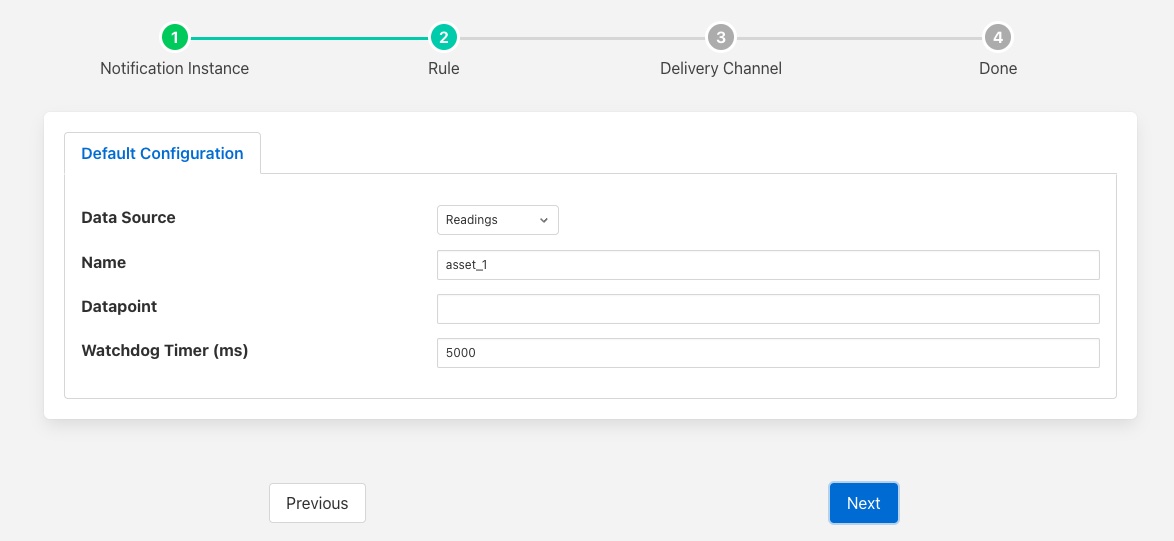 1 2 3 4
Notification Instance Rule Delivery Channel Done
Default Configuration
Data Source Readings
Name asset_1
Datapoint
Watchdog Timer (ms) 5000
Previous Next